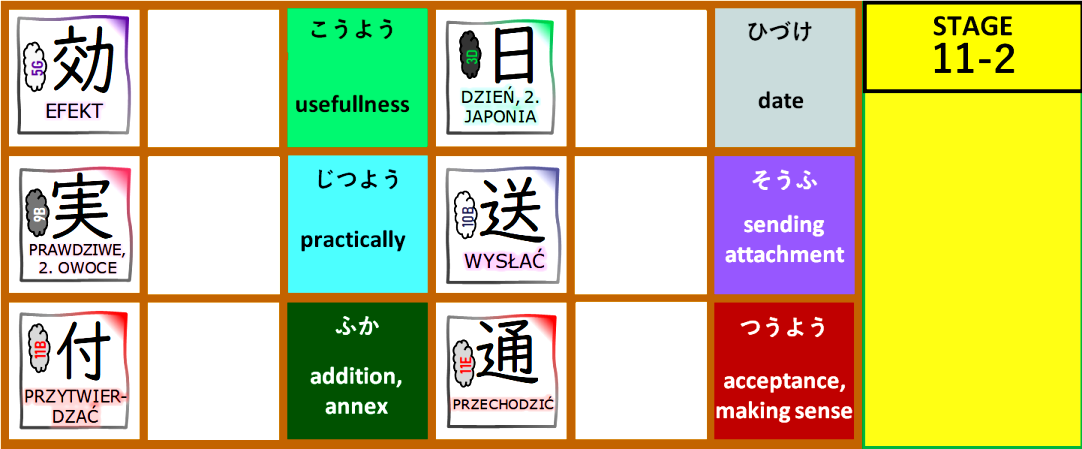 5G 効
EFEKT
こうよう
usefullness
3D 日
DZIEŃ, 2.
JAPONIA
ひづけ
date
STAGE
11-2
9B 実
PRAWDZIWE,
2. OWOCE
じつよう
practically
10B 送
WYSŁAĆ
そうふ
sending
attachment
11B 付
PRZYTWIER-
DZAĆ
ふか
addition,
annex
11E 通
PRZECHODZIĆ
つうよう
acceptance,
making sense